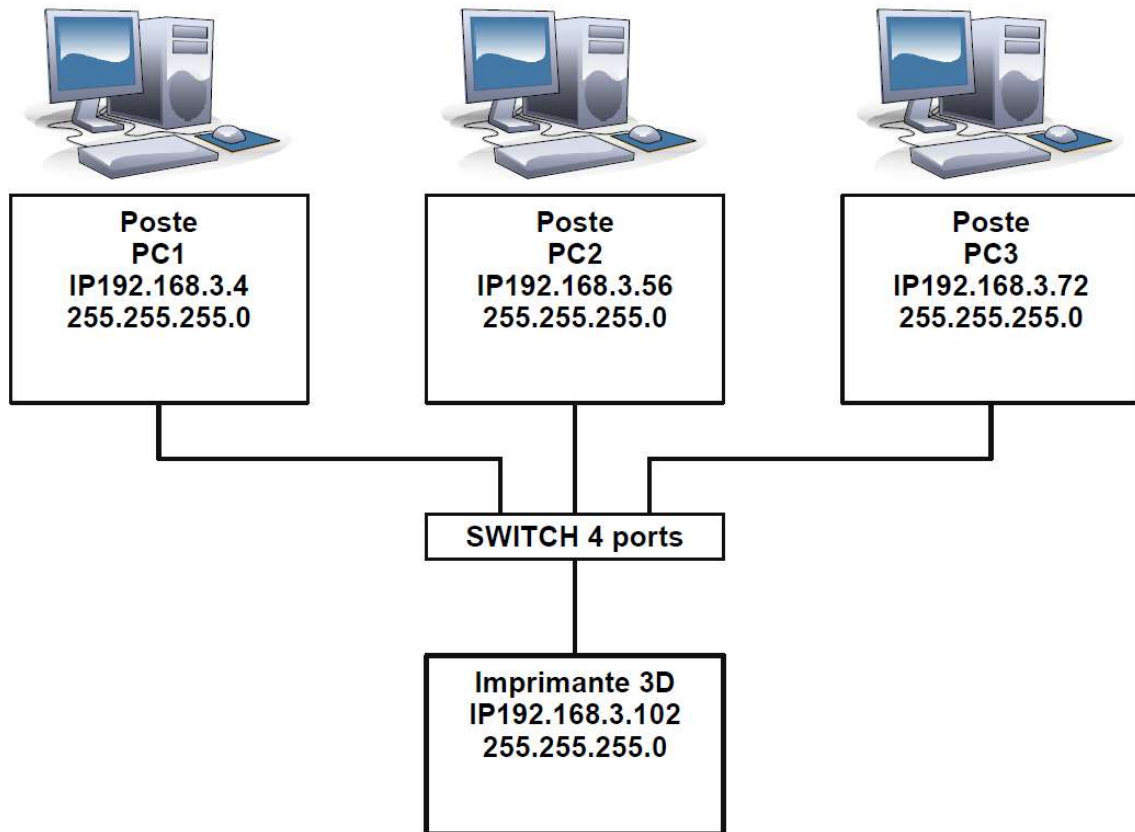 Poste
PC1
IP192.168.3.4
255.255.255.0
Poste
PC2
IP192.168.3.56
255.255.255.0
Poste
PC3
IP192.168.3.72
255.255.255.0
SWITCH 4 ports
Imprimante 3D
IP192.168.3.102
255.255.255.0